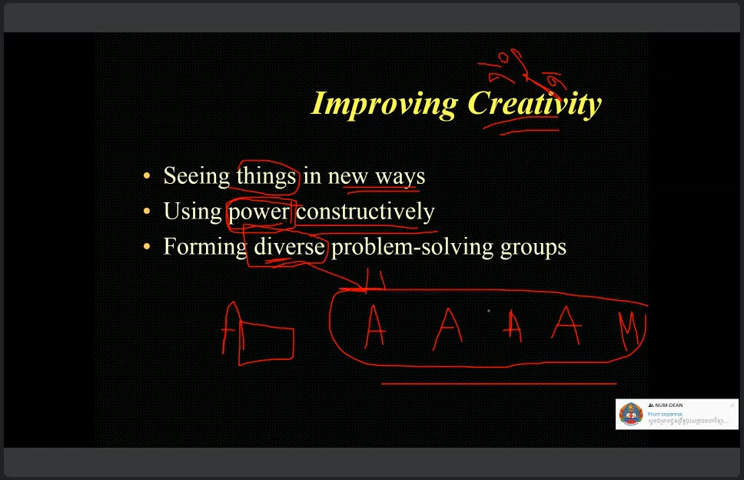 Improving Creativity
• Seeing things in new ways
• Using power constructively
• Forming diverse problem-solving groups
A
A A A A M
NUM-DEAN